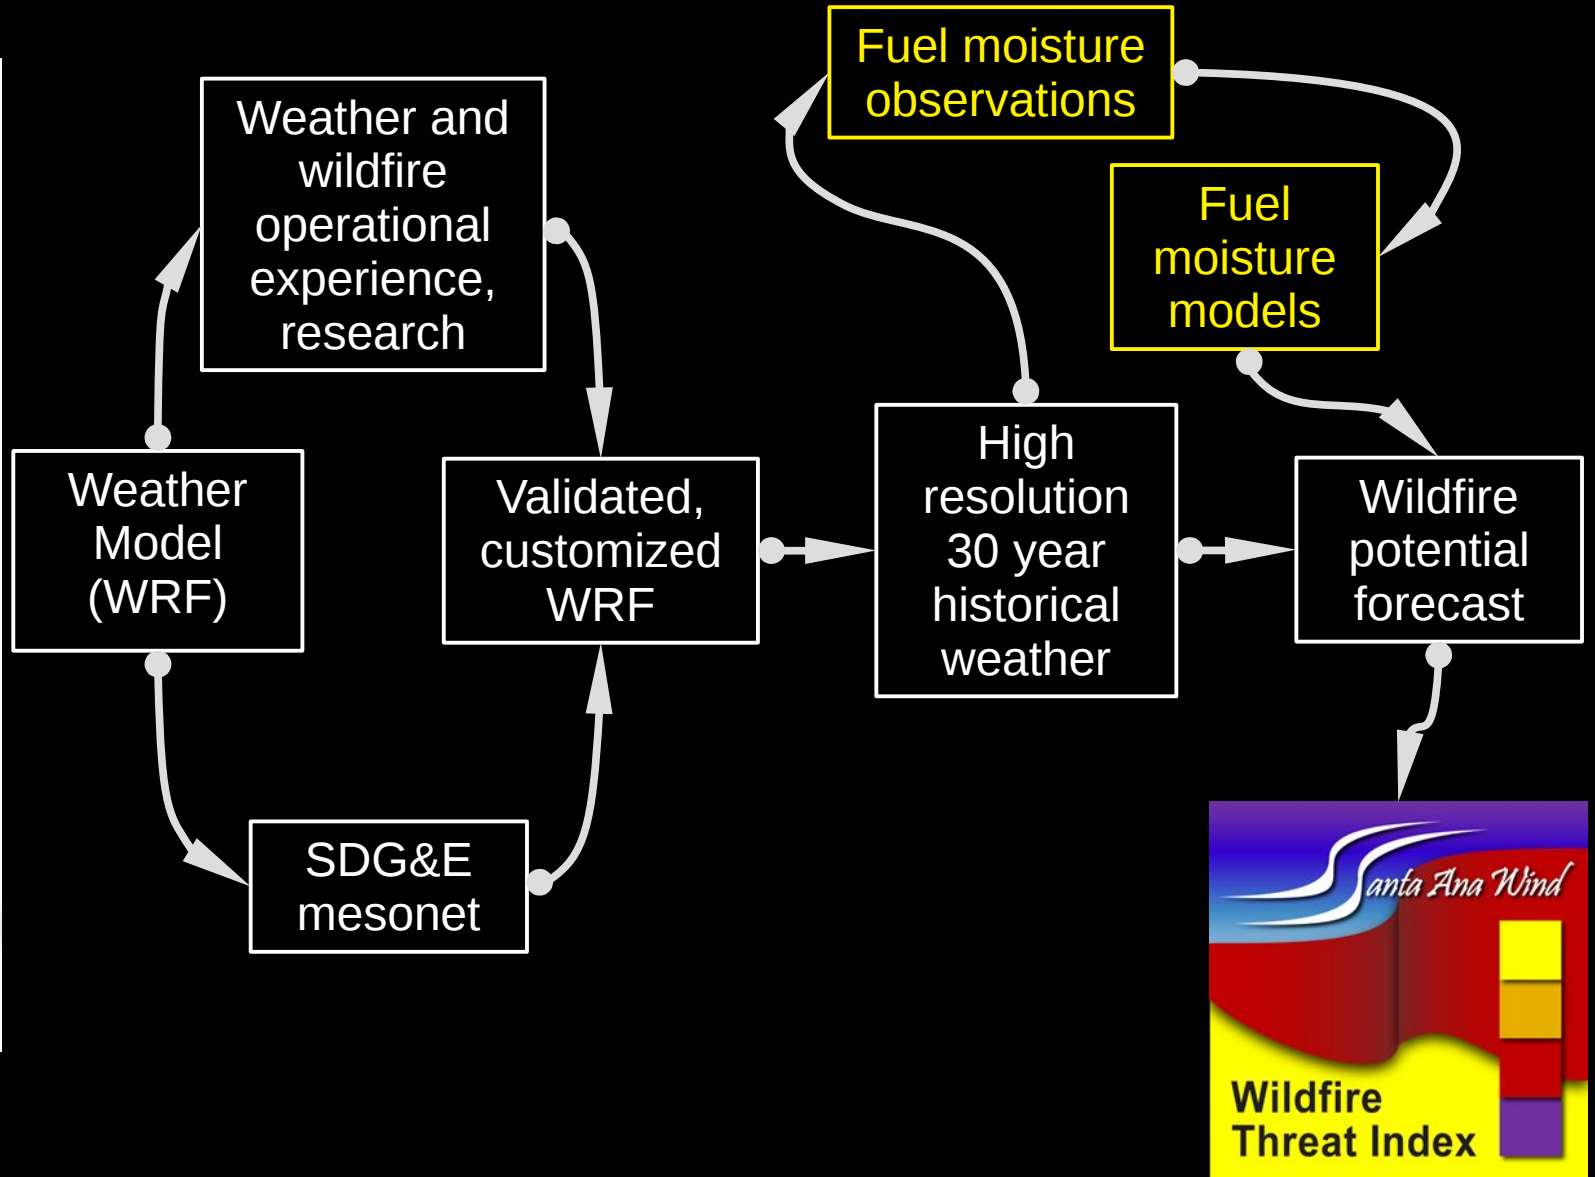 Fuel moisture
observations
Weather and
wildfire
operational
experience,
research
Fuel
moisture
models
Weather
Model
(WRF)
Validated,
customized
WRF
High
resolution
30 year
historical
weather
Wildfire
potential
forecast
SDG&E
mesonet
Santa Ana Wind
Wildfire
Threat Index